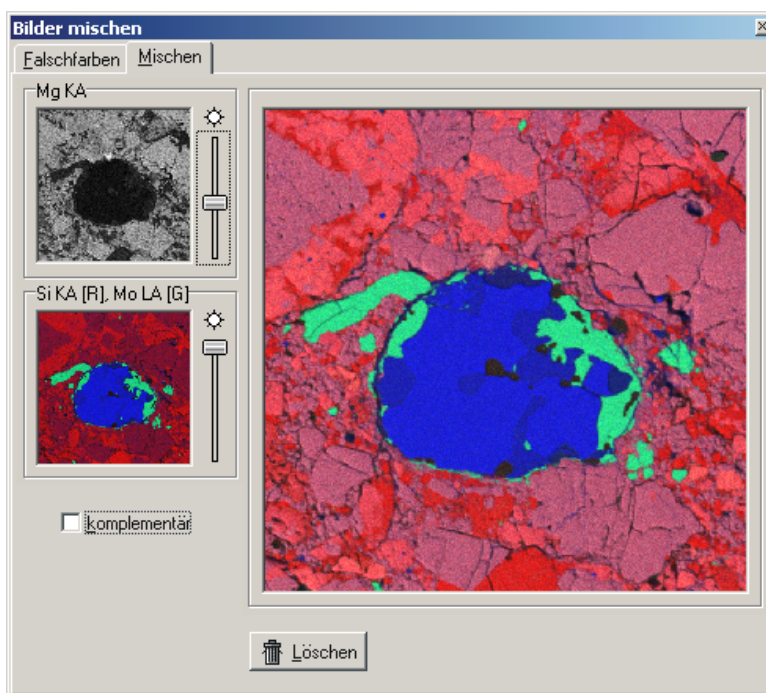 Bilder mischen
Falschfarben
Mischen
Mg KA
Si KA [R], Mo LA [G]
komplementär
Löschen